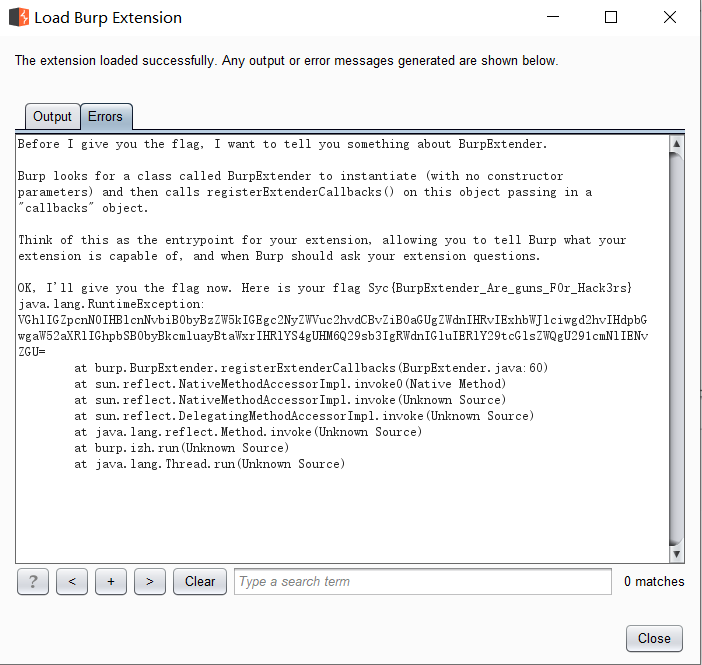 Load Burp Extension
The extension loaded successfully. Any output or error messages generated are shown below.
Output Errors
Before I give you the flag, I want to tell you something about BurpExtender.
Burp looks for a class called BurpExtender to instantiate (with no constructor
parameters) and then calls registerExtenderCallbacks() on this object passing in a
"callbacks" object.
Think of this as the entrypoint for your extension, allowing you to tell Burp what your
extension is capable of, and when Burp should ask your extension questions.
OK, I'll give you the flag now. Here is your flag Syc{BurpExtender_Are_guns_F0r_Hack3rs}
java.lang.RuntimeException:
VGhlIGZpcnN0IHBlcnNvbiB0byBzZW5kIGEgc2NyZWVuc2hvdCBvZiB0aGUgZWdnIHRvIExhbWJlciwgd2hvIHdpbG
wgaW52aXRlIGhpbSB0byBkcmluayBtaWxrIHRlYS4gUHM6Q29sb3IgRWdnIGluIERlY29tcGlsZWQgU291cmNlIENv
ZGU=
at burp.BurpExtender.registerExtenderCallbacks(BurpExtender.java:60)
at sun.reflect.NativeMethodAccessorImpl.invoke0(Native Method)
at sun.reflect.NativeMethodAccessorImpl.invoke(Unknown Source)
at sun.reflect.DelegatingMethodAccessorImpl.invoke(Unknown Source)
at java.lang.reflect.Method.invoke(Unknown Source)
at burp.izh.run(Unknown Source)
at java.lang.Thread.run(Unknown Source)
? < + > Clear Type a search term 0 matches
Close